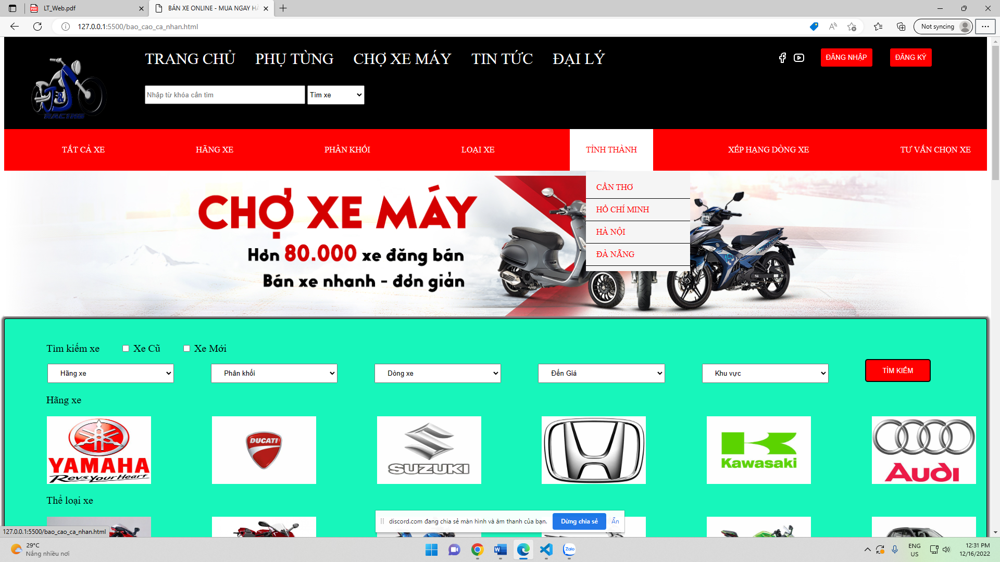 LT_Web.pdf
BÁN XE ONLINE - MUA NGAY HÀ
127.0.0.1:5500/bao_cao_ca_nhan.html
Not syncing
TRANG CHỦ PHỤ TÙNG CHỢ XE MÁY TIN TỨC ĐẠI LÝ
ĐĂNG NHẬP ĐĂNG KÝ
Nhập từ khóa cần tìm Tìm xe
J&J
RACING
TẤT CẢ XE HÃNG XE PHÂN KHỐI LOẠI XE TỈNH THÀNH XẾP HẠNG DÒNG XE TƯ VẤN CHỌN XE
CẦN THƠ
HỒ CHÍ MINH
HÀ NỘI
ĐÀ NẴNG
CHỢ XE MÁY
Hơn 80.000 xe đăng bán
Bán xe nhanh - đơn giản
Tìm kiếm xe Xe Cũ Xe Mới
Hãng xe Phân khối Dòng xe Đến Giá Khu vực TÌM KIẾM
Hãng xe
YAMAHA
Revs Your Heart
DUCATI
SUZUKI
Kawasaki
Audi
Thể loại xe
discord.com đang chia sẻ màn hình và âm thanh của bạn. Dừng chia sẻ Ẩn
127.0.0.1:5500/bao_cao_ca_nhan.html
29°C
Nắng nhiều nơi
Zalo
ENG
US
12:31 PM
12/16/2022